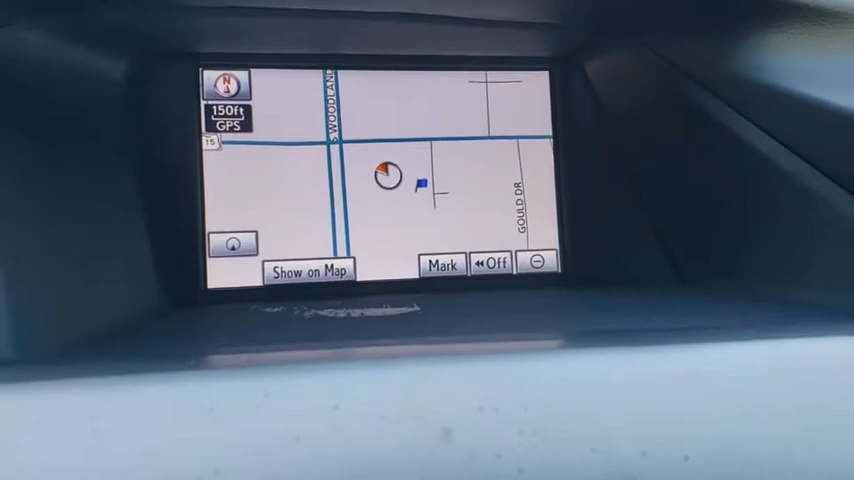 N
150ft
GPS
15
S WOODLAND
GOULD DR
Show on Map
Mark
Off